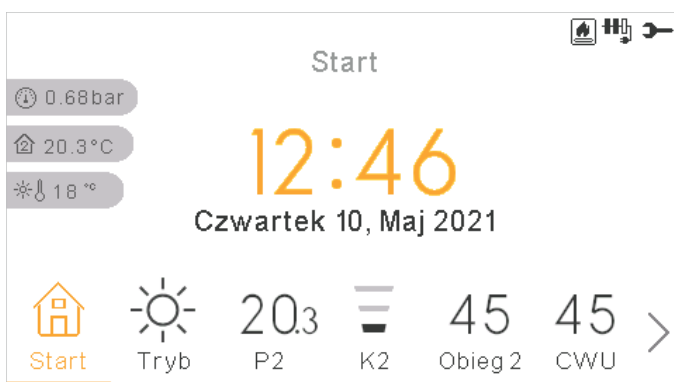 Start
0.68bar
2 20.3°C
18 °C
12:46
Czwartek 10, Maj 2021
20.3 45 45
Start Tryb P2 K2 Obieg 2 CWU